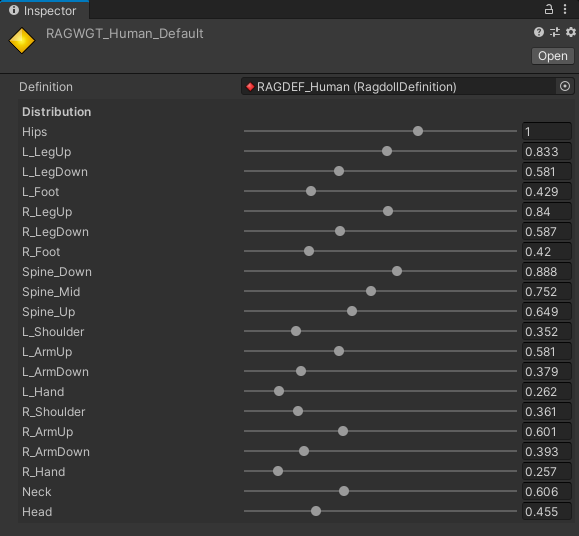 Inspector
RAGWGT_Human_Default
Open
Definition RAGDEF_Human (RagdollDefinition)
Distribution
Hips 1
L_LegUp 0.833
L_LegDown 0.581
L_Foot 0.429
R_LegUp 0.84
R_LegDown 0.587
R_Foot 0.42
Spine_Down 0.888
Spine_Mid 0.752
Spine_Up 0.649
L_Shoulder 0.352
L_ArmUp 0.581
L_ArmDown 0.379
L_Hand 0.262
R_Shoulder 0.361
R_ArmUp 0.601
R_ArmDown 0.393
R_Hand 0.257
Neck 0.606
Head 0.455